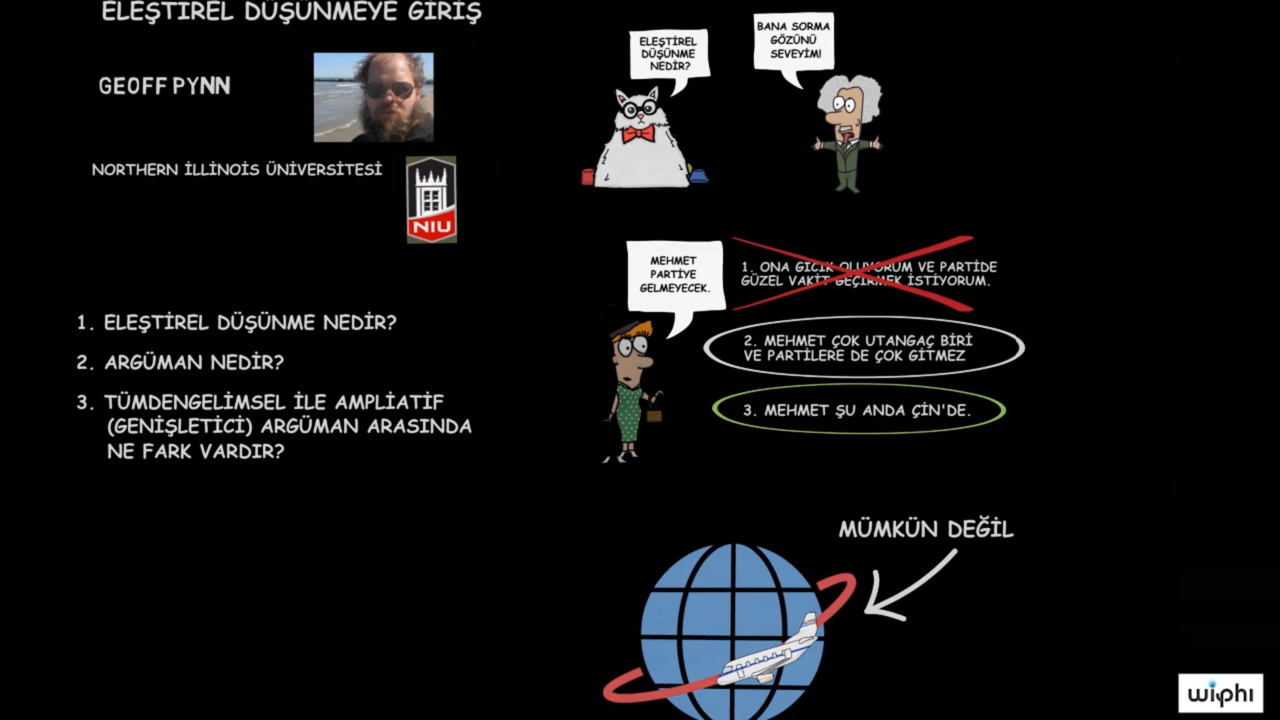 ELEŞTİREL DÜŞÜNMEYE GİRİŞ
GEOFF PYNN
NORTHERN İLLİNOİS ÜNİVERSİTESİ
NIU
1. ELEŞTİREL DÜŞÜNME NEDİR?
2. ARGÜMAN NEDİR?
3. TÜMDENGELİMSEL İLE AMPLİATİF
(GENİŞLETİCİ) ARGÜMAN ARASINDA
NE FARK VARDIR?
ELEŞTİREL
DÜŞÜNME
NEDİR?
BANA SORMA
GÖZÜNÜ
SEVEYİM!
MEHMET
PARTİYE
GELMEYECEK.
1. ONA GICIK OLUYORUM VE PARTİDE
GÜZEL VAKİT GEÇİRMEK İSTİYORUM.
2. MEHMET ÇOK UTANGAÇ BİRİ
VE PARTİLERE DE ÇOK GİTMEZ
3. MEHMET ŞU ANDA ÇİN'DE.
MÜMKÜN DEĞİL
wiphi